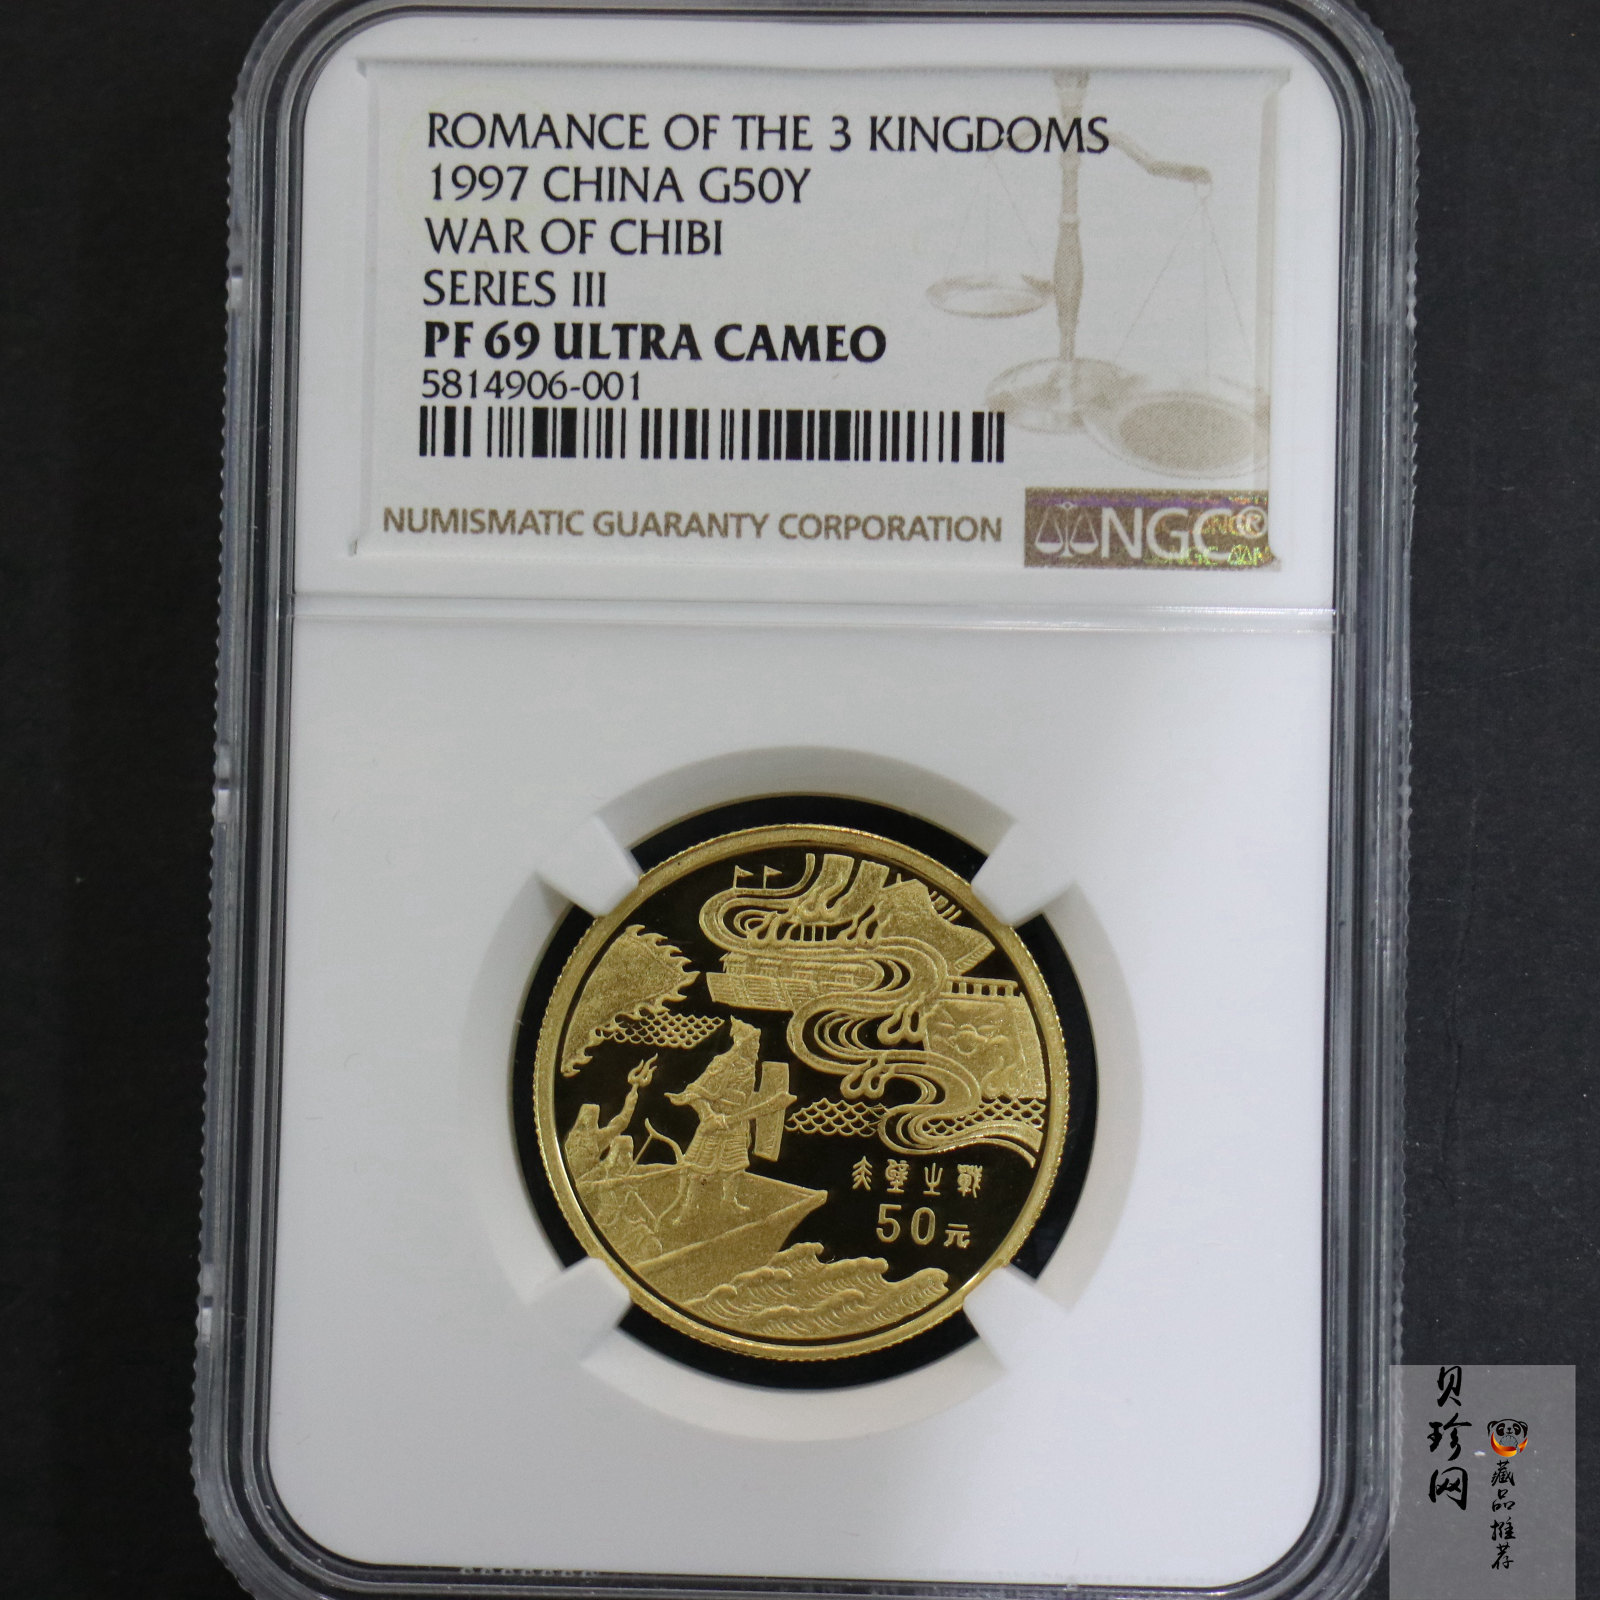 ROMANCE OF THE 3 KINGDOMS
1997 CHINA G50Y
WAR OF CHIBI
SERIES III
PF 69 ULTRA CAMEO
5814906-001
NUMISMATIC GUARANTY CORPORATION
NGC®
赤壁之戰
50元
贝珍网
藏品推荐